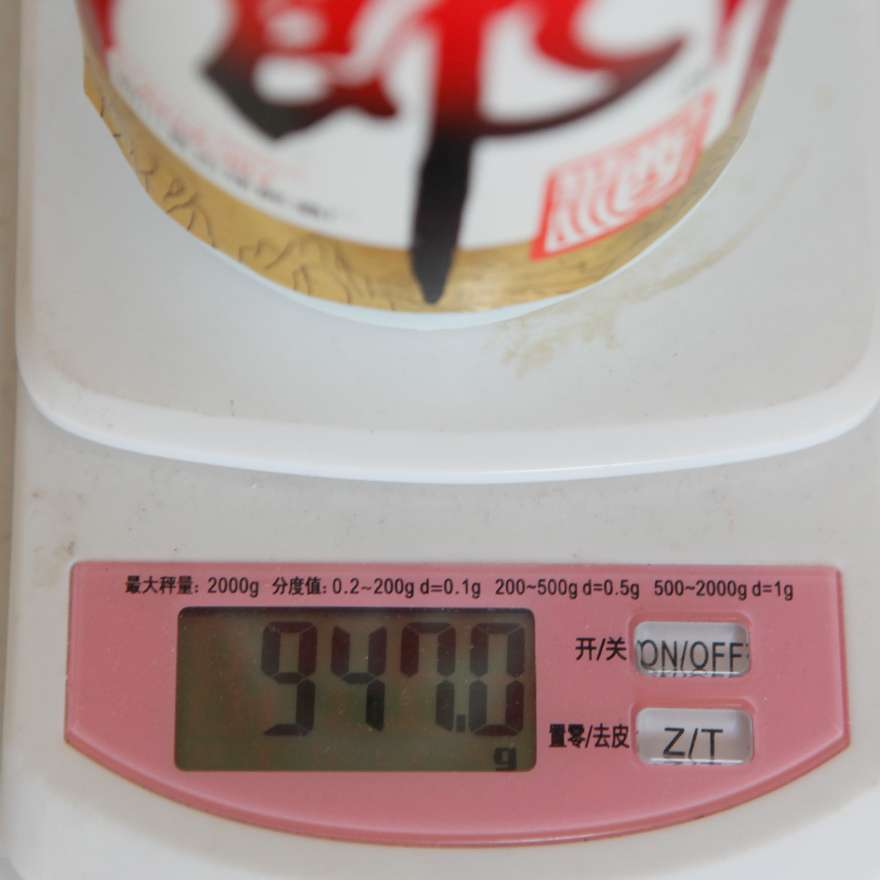 郎
最大秤量：2000g 分度值：0.2~200g d=0.1g 200~500g d=0.5g 500~2000g d=1g
947.0
g
开/关 ON/OFF
置零/去皮 Z/T